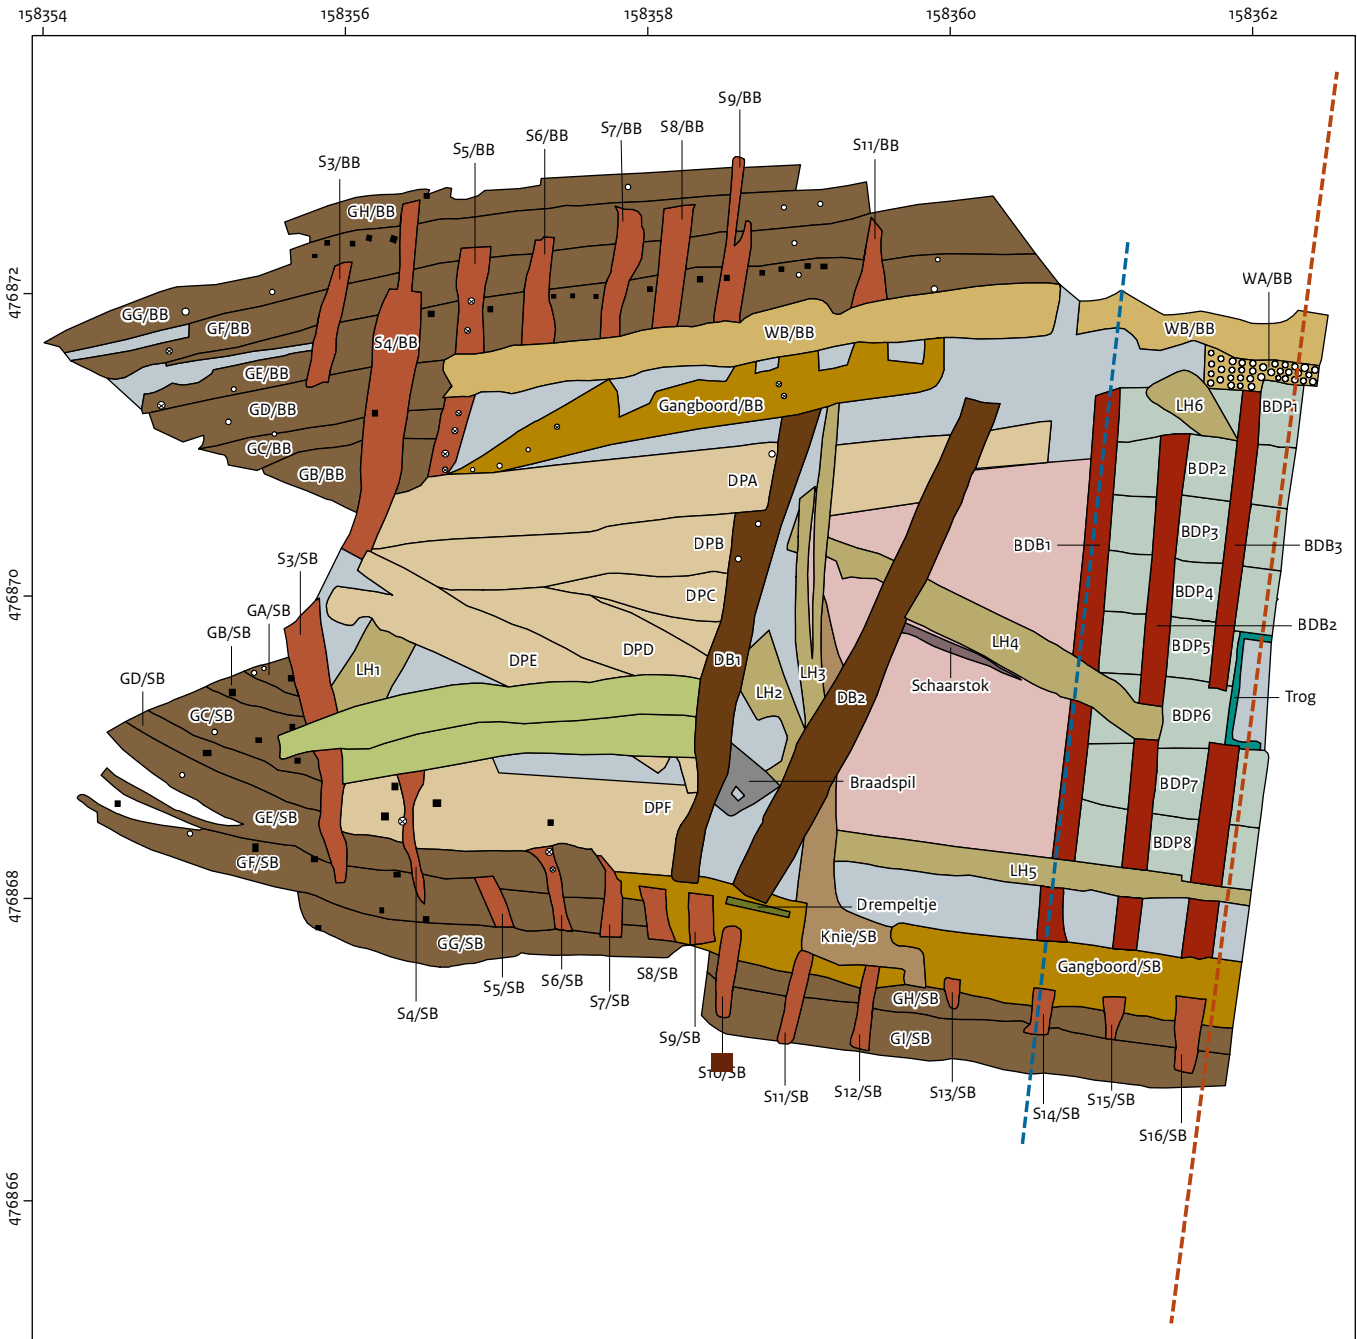 158354 158356 158358 158360 158362
S9/BB
S7/BB S8/BB
S6/BB
S5/BB S11/BB
S3/BB
GH/BB
476872
WA/BB
GG/BB GF/BB
S4/BB WB/BB WB/BB
GE/BB
GD/BB Gangboord/BB LH6 BDP1
GC/BB
GB/BB DPA BDP2
DPB BDP3
BDB1 BDB3
S3/SB
476870
GA/SB DPC BDP4
GB/SB BDB2
LH4 BDP5
GD/SB LH1 DPE DPD DB1 LH3
LH2 DB2 Schaarstok Trog
GC/SB BDP6
Braadspil BDP7
GE/SB DPF
BDP8
GF/SB LH5
476868
Drempeltje
GG/SB Knie/SB
S8/SB Gangboord/SB
S5/SB S6/SB
S7/SB GH/SB
S4/SB
S9/SB GI/SB
S10/SB
S11/SB S12/SB S13/SB S15/SB
S14/SB
S16/SB
476866